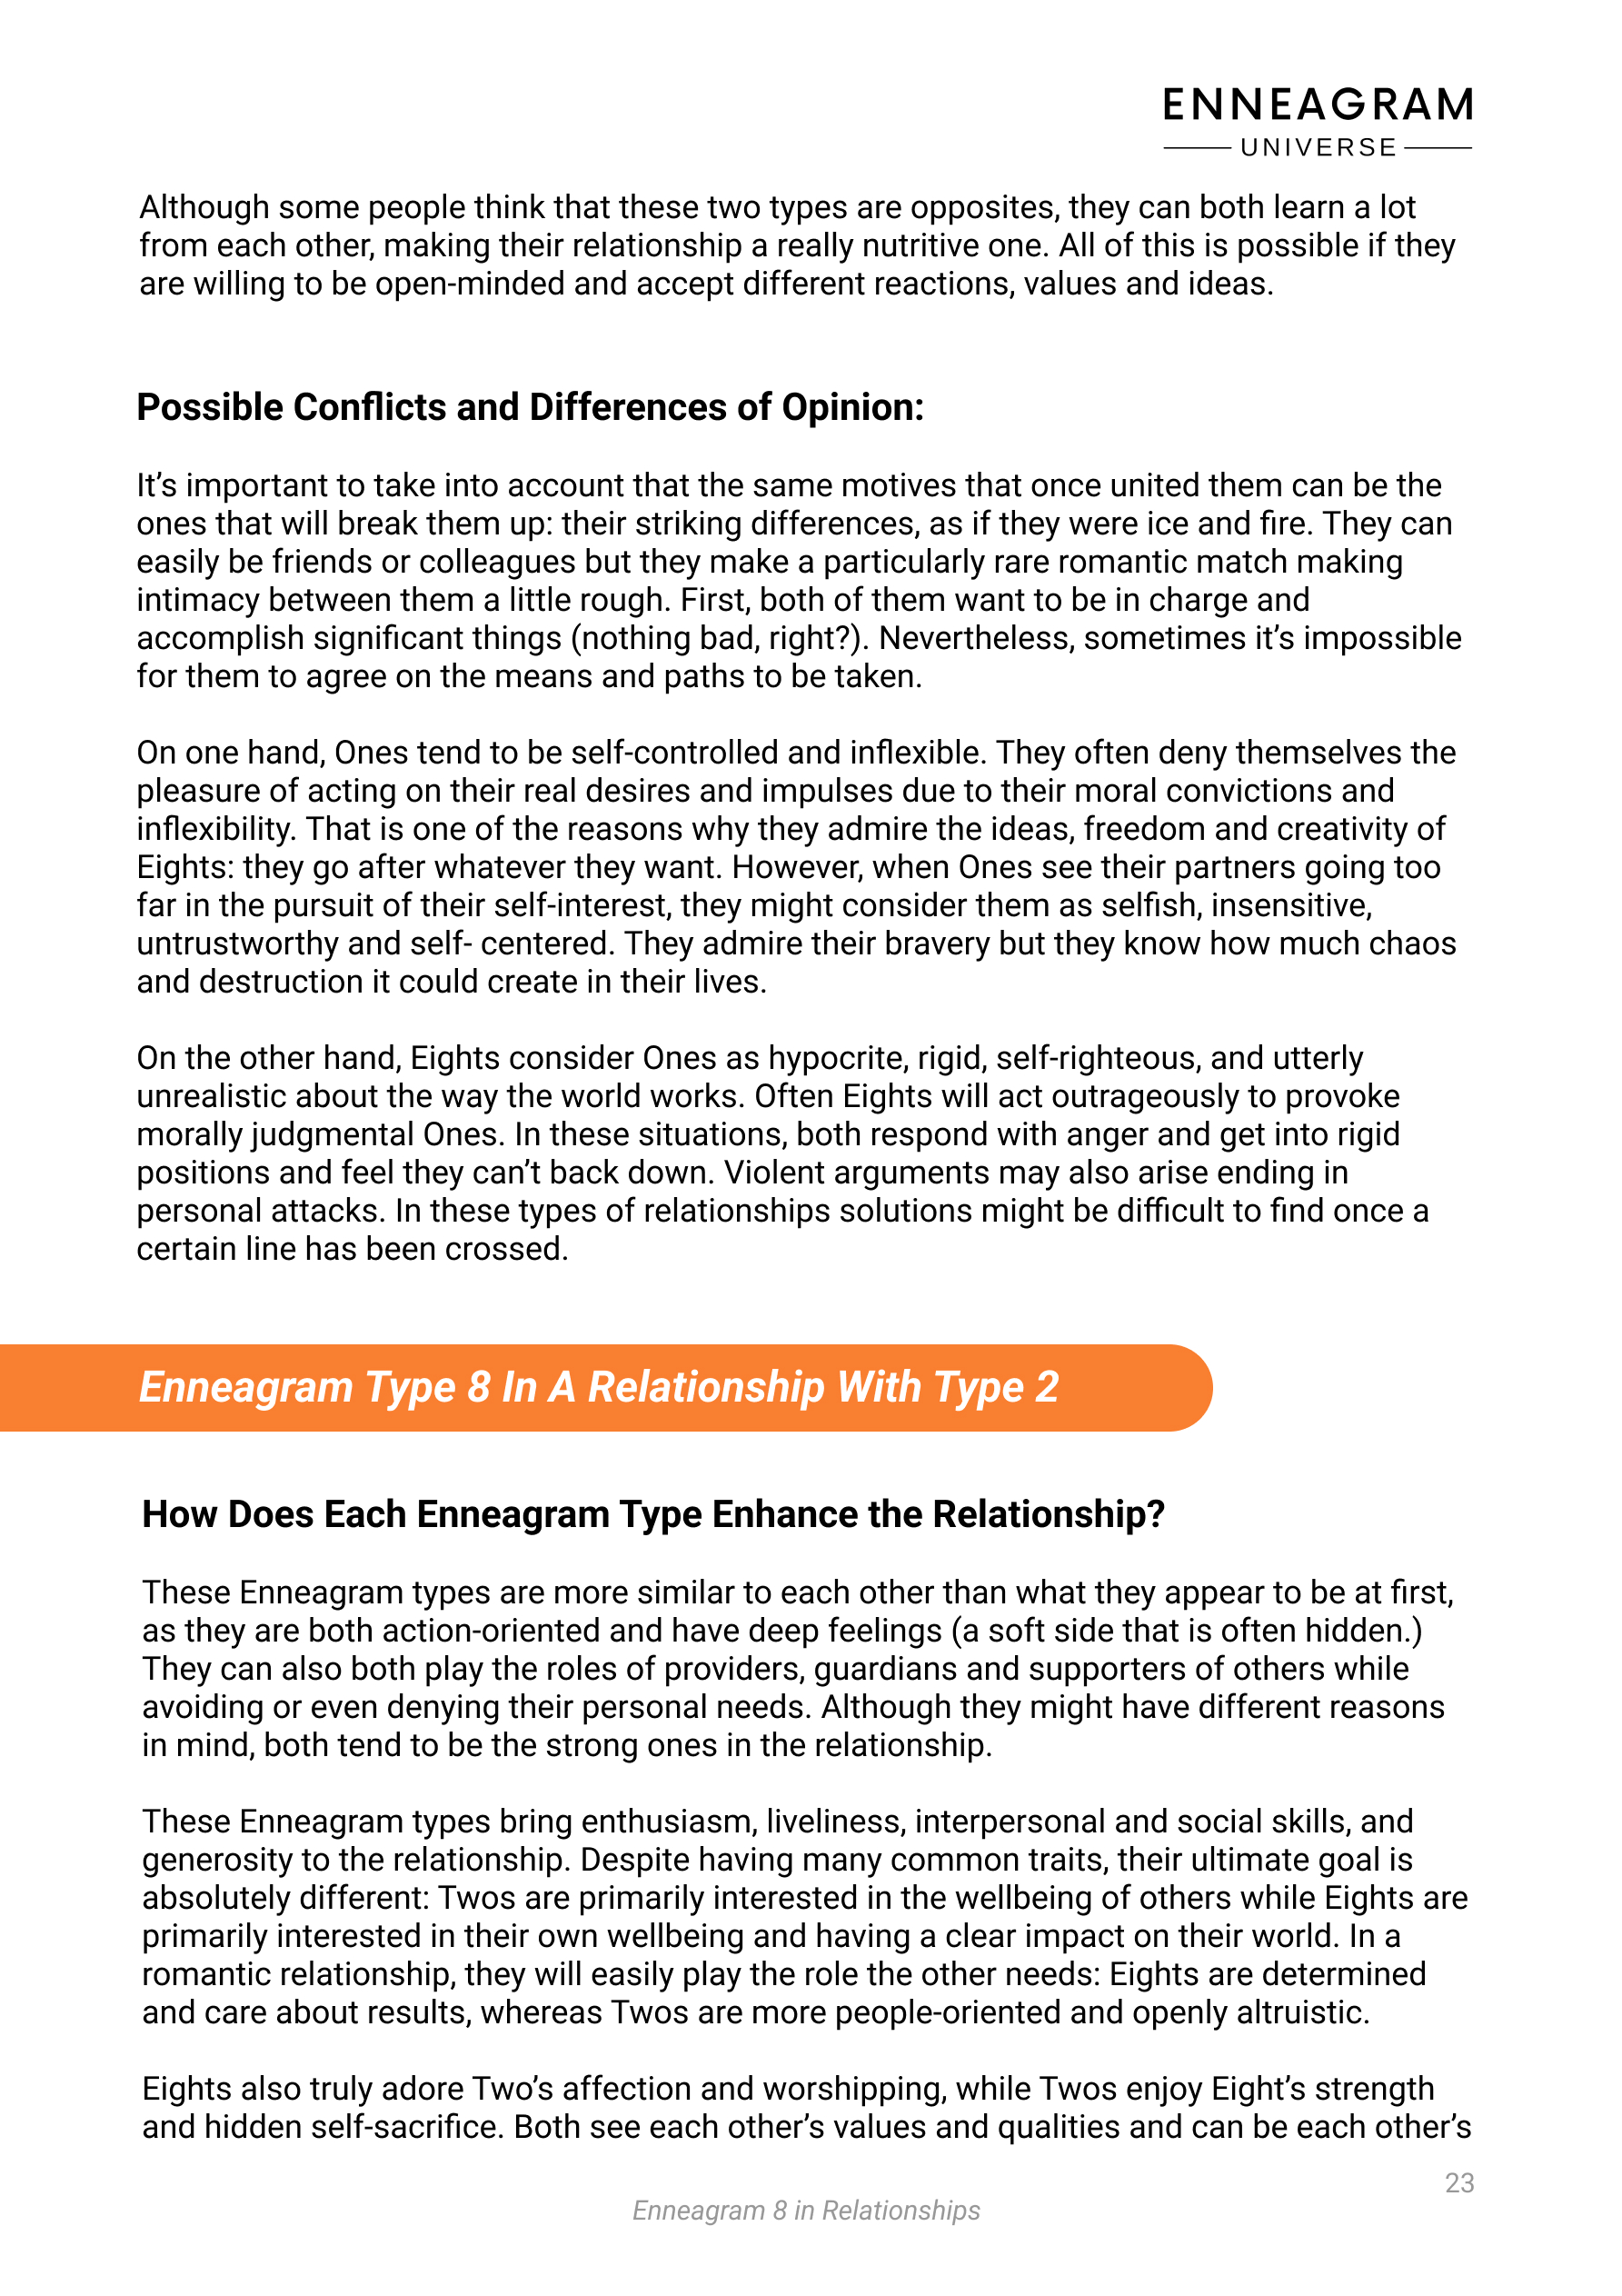 ENNEAGRAM
UNIVERSE
Although some people think that these two types are opposites, they can both learn a lot
from each other, making their relationship a really nutritive one. All of this is possible if they
are willing to be open-minded and accept different reactions, values and ideas.
Possible Conflicts and Differences of Opinion:
It’s important to take into account that the same motives that once united them can be the
ones that will break them up: their striking differences, as if they were ice and fire. They can
easily be friends or colleagues but they make a particularly rare romantic match making
intimacy between them a little rough. First, both of them want to be in charge and
accomplish significant things (nothing bad, right?). Nevertheless, sometimes it’s impossible
for them to agree on the means and paths to be taken.
On one hand, Ones tend to be self-controlled and inflexible. They often deny themselves the
pleasure of acting on their real desires and impulses due to their moral convictions and
inflexibility. That is one of the reasons why they admire the ideas, freedom and creativity of
Eights: they go after whatever they want. However, when Ones see their partners going too
far in the pursuit of their self-interest, they might consider them as selfish, insensitive,
untrustworthy and self- centered. They admire their bravery but they know how much chaos
and destruction it could create in their lives.
On the other hand, Eights consider Ones as hypocrite, rigid, self-righteous, and utterly
unrealistic about the way the world works. Often Eights will act outrageously to provoke
morally judgmental Ones. In these situations, both respond with anger and get into rigid
positions and feel they can’t back down. Violent arguments may also arise ending in
personal attacks. In these types of relationships solutions might be difficult to find once a
certain line has been crossed.
Enneagram Type 8 In A Relationship With Type 2
How Does Each Enneagram Type Enhance the Relationship?
These Enneagram types are more similar to each other than what they appear to be at first,
as they are both action-oriented and have deep feelings (a soft side that is often hidden.)
They can also both play the roles of providers, guardians and supporters of others while
avoiding or even denying their personal needs. Although they might have different reasons
in mind, both tend to be the strong ones in the relationship.
These Enneagram types bring enthusiasm, liveliness, interpersonal and social skills, and
generosity to the relationship. Despite having many common traits, their ultimate goal is
absolutely different: Twos are primarily interested in the wellbeing of others while Eights are
primarily interested in their own wellbeing and having a clear impact on their world. In a
romantic relationship, they will easily play the role the other needs: Eights are determined
and care about results, whereas Twos are more people-oriented and openly altruistic.
Eights also truly adore Two’s affection and worshipping, while Twos enjoy Eight’s strength
and hidden self-sacrifice. Both see each other’s values and qualities and can be each other’s
23
Enneagram 8 in Relationships